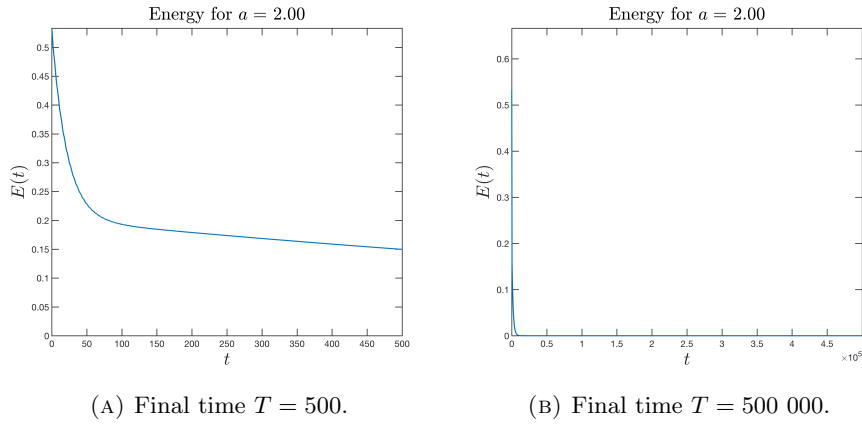 Energy for a = 2.00
E(t)
0.5
0.45
0.4
0.35
0.3
0.25
0.2
0.15
0.1
0.05
0
0 50 100 150 200 250 300 350 400 450 500
t
(A) Final time T = 500.
Energy for a = 2.00
E(t)
0.6
0.5
0.4
0.3
0.2
0.1
0
0 0.5 1 1.5 2 2.5 3 3.5 4 4.5
×10⁵
t
(B) Final time T = 500 000.